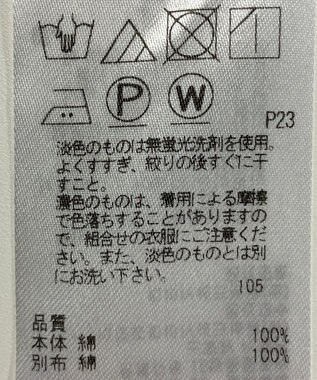 P W
P23
淡色のものは無蛍光洗剤を使用。
よくすすぎ、絞りの後すぐに干
すこと。
濃色のものは、着用による摩擦
で色落ちすることがありますの
で、組合せの衣服にご注意くだ
さい。また、淡色のものとは別
にお洗い下さい。
105
品質
本体 綿 100%
別布 綿 100%